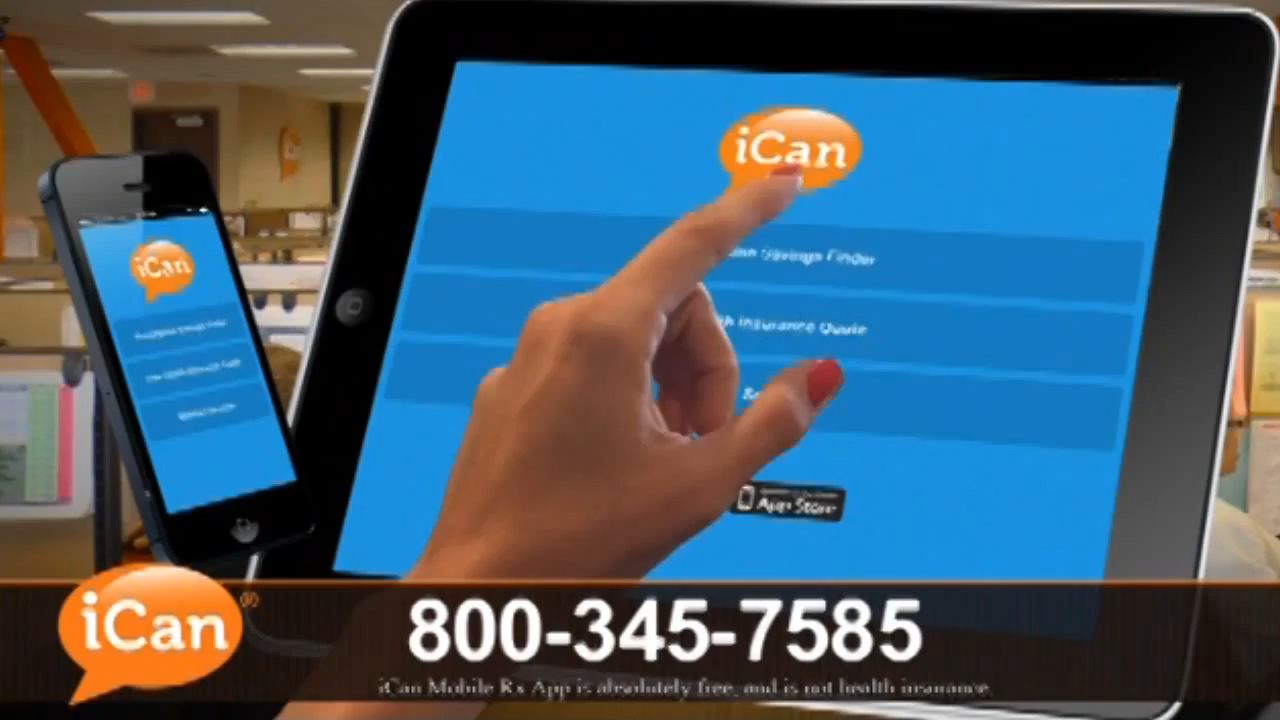 iCan
Savings Finder
Insurance Quote
App Store
iCan
iCan
800-345-7585
iCan Mobile Rx App is absolutely free, and is not health insurance.